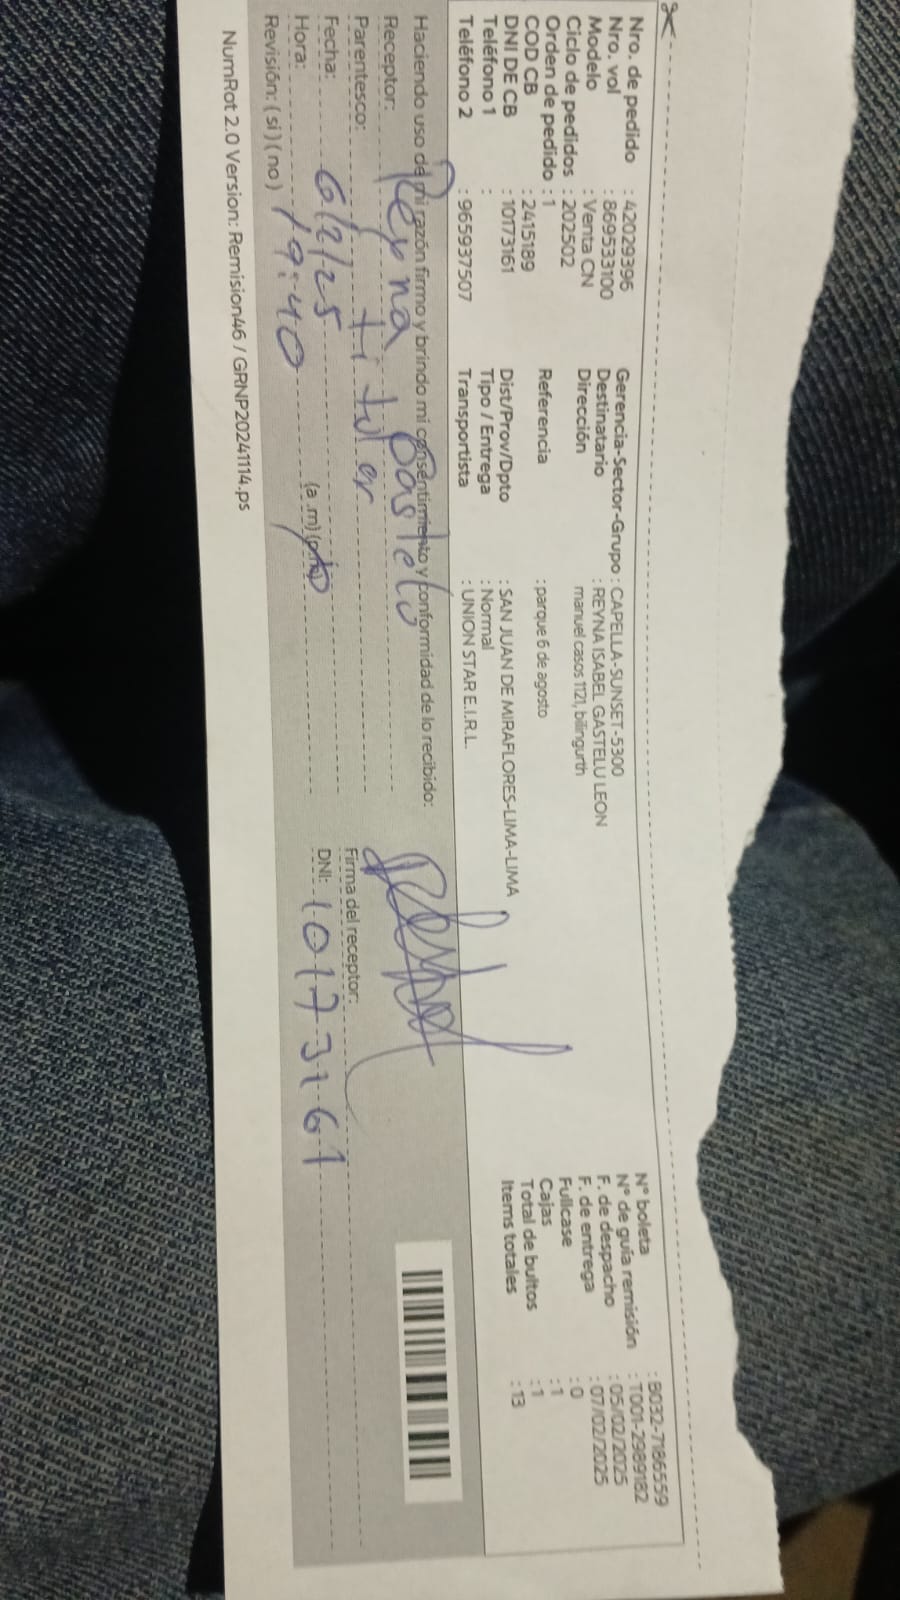 Nro. de pedido : 42029396
Nro. vol : 869533100
Modelo : Venta CN
Ciclo de pedidos : 202502
Orden de pedido : 1
COD CB : 2415189
DNI DE CB : 10173161
Teléfono 1 :
Teléfono 2 : 965937507
Gerencia-Sector-Grupo : CAPELLA-SUNSET-5300
Destinatario : REYNA ISABEL GASTELU LEON
Dirección manuel casos 1121, bilingurth
Referencia : parque 6 de agosto
Dist/Prov/Dpto : SAN JUAN DE MIRAFLORES-LIMA-LIMA
Tipo / Entrega : Normal
Transportista : UNION STAR E.I.R.L.
N° boleta : B032-7186559
N° de guía remisión : T001-2989182
F. de despacho : 05/02/2025
F. de entrega : 07/02/2025
Fullcase : 0
Cajas : 1
Total de bultos : 1
Items totales : 13
Haciendo uso de mi razón firmo y brindo mi consentimiento y conformidad de lo recibido:
Receptor: Reyna Gastelu
Parentesco: titular
Fecha: 6/2/25
Hora: 19:40 (a .m) (p.m)
Revisión: (si) (no)
Firma del receptor:
DNI: 10173161
NumRot 2.0 Version: Remision46 / GRNP20241114.ps